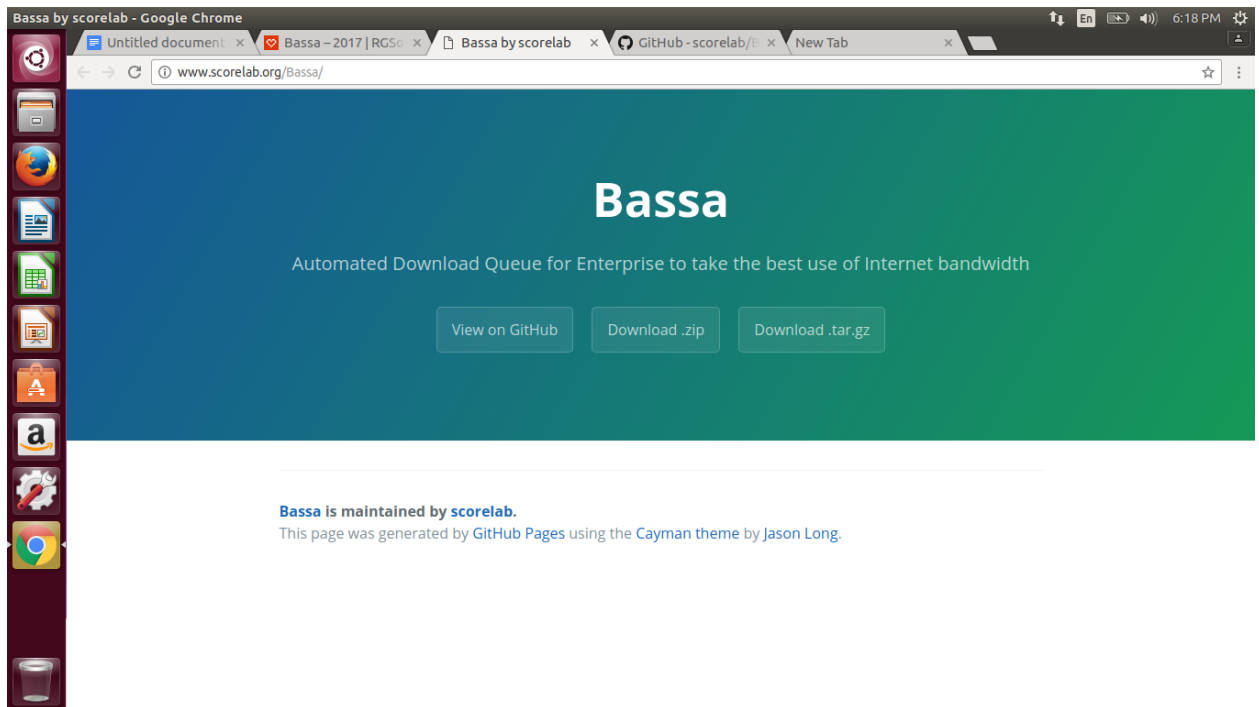 Bassa by scorelab - Google Chrome
En
6:18 PM
Untitled document
Bassa – 2017 | RGSo
Bassa by scorelab
GitHub - scorelab/B
New Tab
www.scorelab.org/Bassa/
Bassa
Automated Download Queue for Enterprise to take the best use of Internet bandwidth
View on GitHub
Download .zip
Download .tar.gz
Bassa is maintained by scorelab.
This page was generated by GitHub Pages using the Cayman theme by Jason Long.